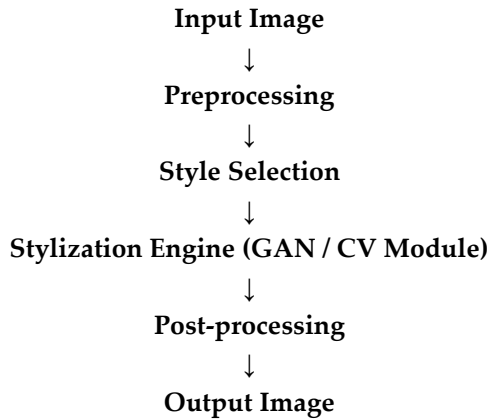 Input Image
↓
Preprocessing
↓
Style Selection
↓
Stylization Engine (GAN / CV Module)
↓
Post-processing
↓
Output Image